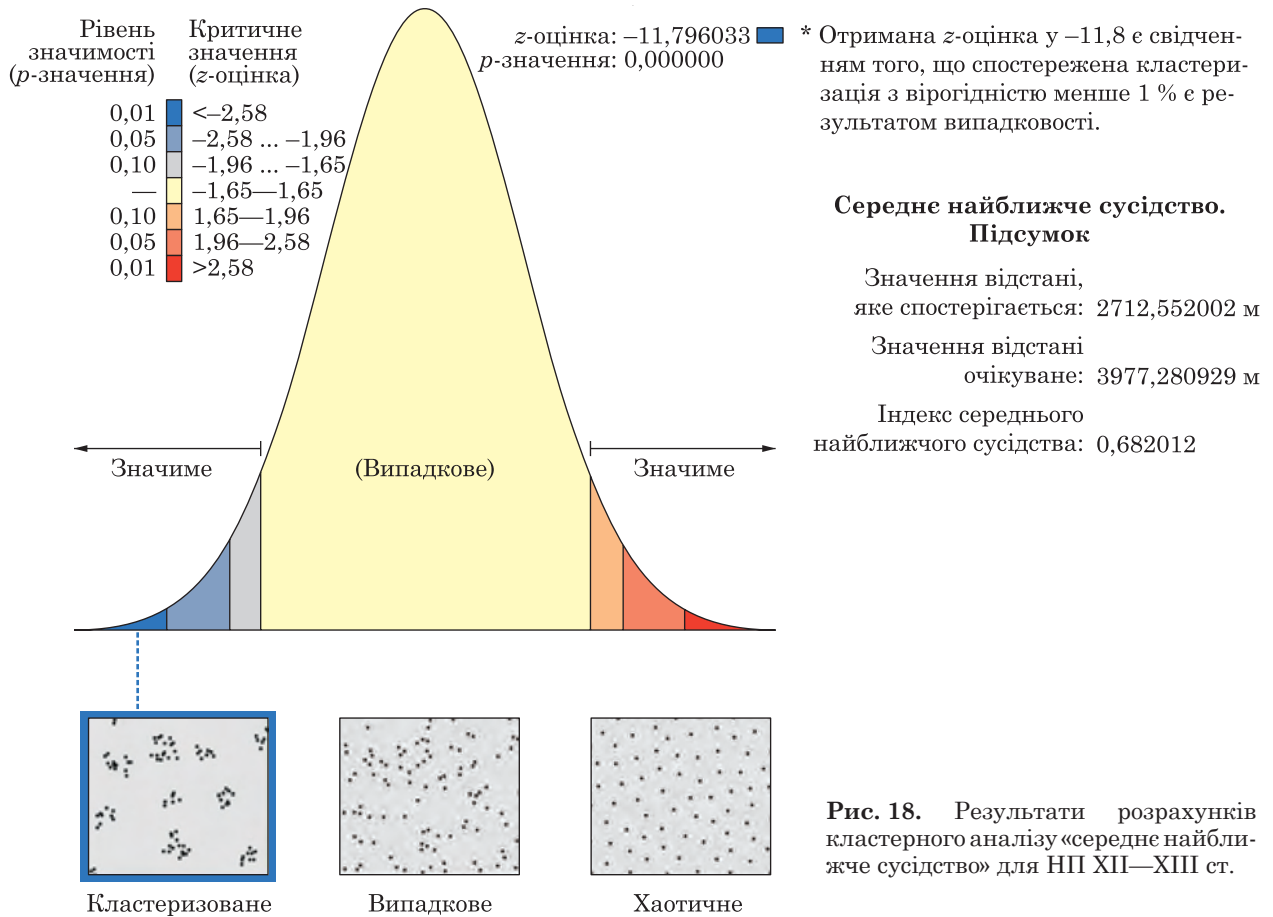 Рівень
значимості
(p-значення)
Критичне
значення
(z-оцінка)
0,01 <–2,58
0,05 –2,58 ... –1,96
0,10 –1,96 ... –1,65
— –1,65—1,65
0,10 1,65—1,96
0,05 1,96—2,58
0,01 >2,58
z-оцінка: –11,796033
p-значення: 0,000000
* Отримана z-оцінка у –11,8 є свідчен-
ням того, що спостережена кластери-
зація з вірогідністю менше 1 % є ре-
зультатом випадковості.
Середнє найближче сусідство.
Підсумок
Значення відстані,
яке спостерігається: 2712,552002 м
Значення відстані
очікуване: 3977,280929 м
Індекс середнього
найближчого сусідства: 0,682012
Значиме
(Випадкове)
Значиме
Кластеризоване
Випадкове
Хаотичне
Рис. 18. Результати розрахунків
кластерного аналізу «середнє найбли-
жче сусідство» для НП XII—XIII ст.